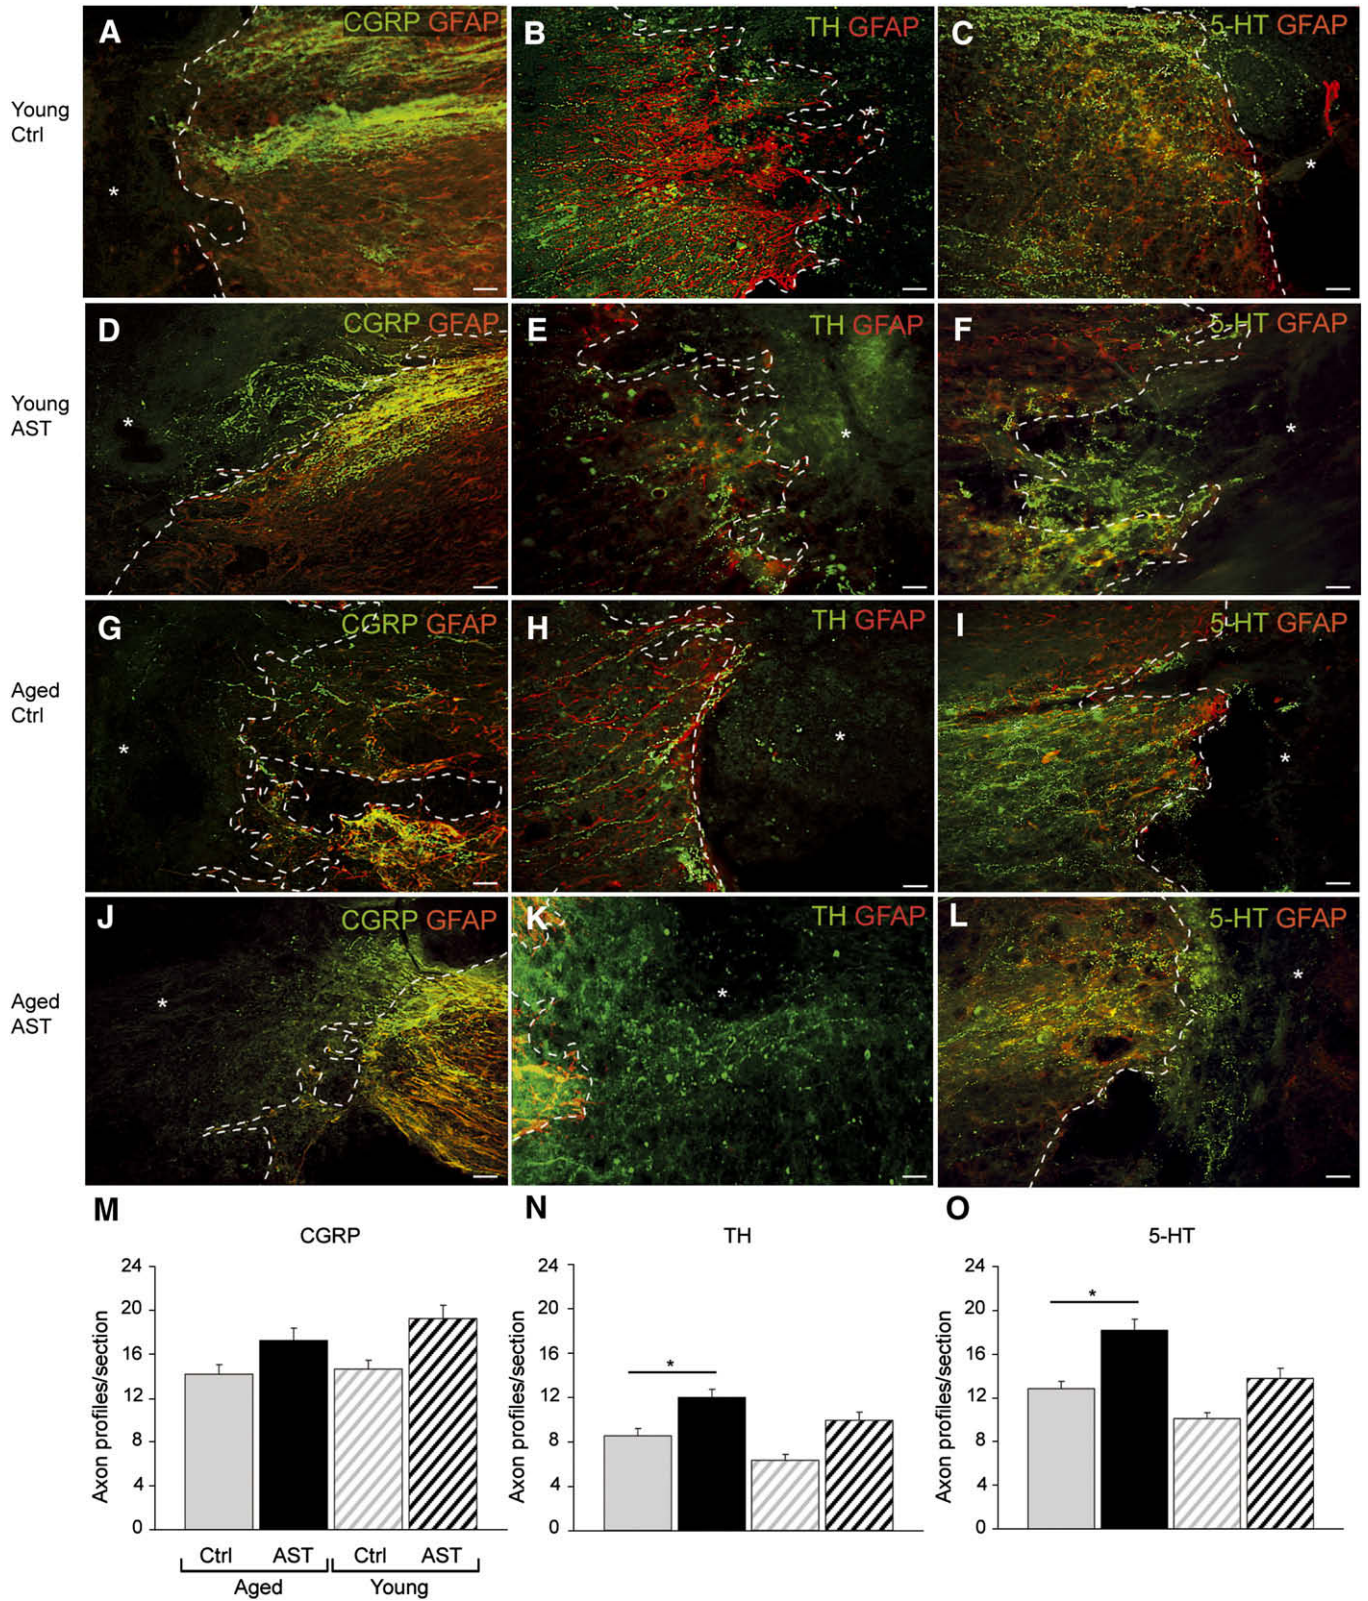 A CGRP GFAP
B TH GFAP
C 5-HT GFAP
Young
Ctrl
*
*
*
D CGRP GFAP
E TH GFAP
F 5-HT GFAP
Young
AST
*
*
*
G CGRP GFAP
H TH GFAP
I 5-HT GFAP
Aged
Ctrl
*
*
*
J CGRP GFAP
K TH GFAP
L 5-HT GFAP
Aged
AST
*
*
*
M
CGRP
Axon profiles/section
24
20
16
12
8
4
0
Ctrl AST Ctrl AST
Aged Young
N
TH
Axon profiles/section
24
20
16
12
8
4
0
*
O
5-HT
Axon profiles/section
24
20
16
12
8
4
0
*